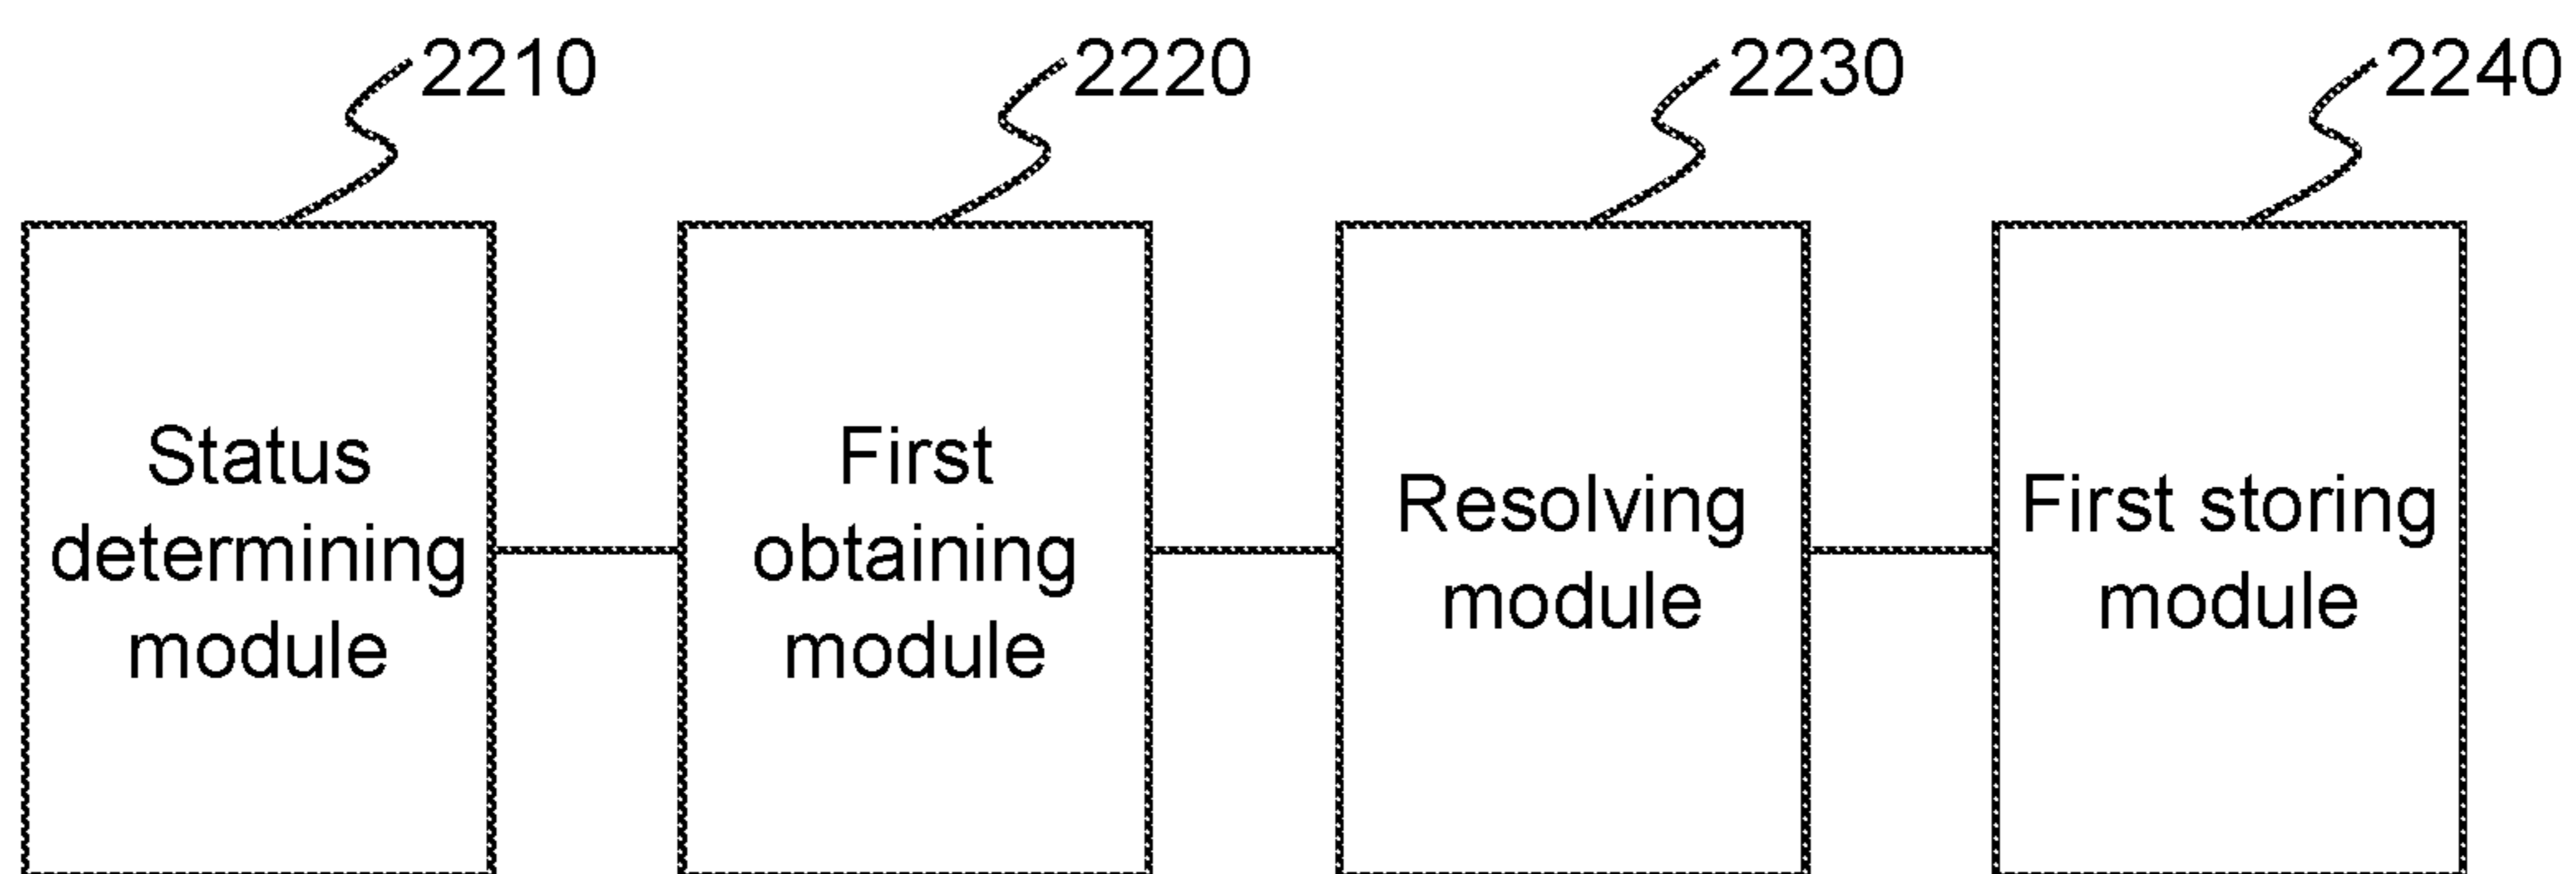 2210
2220
2230
2240
Status
determining
module
First
obtaining
module
Resolving
module
First storing
module